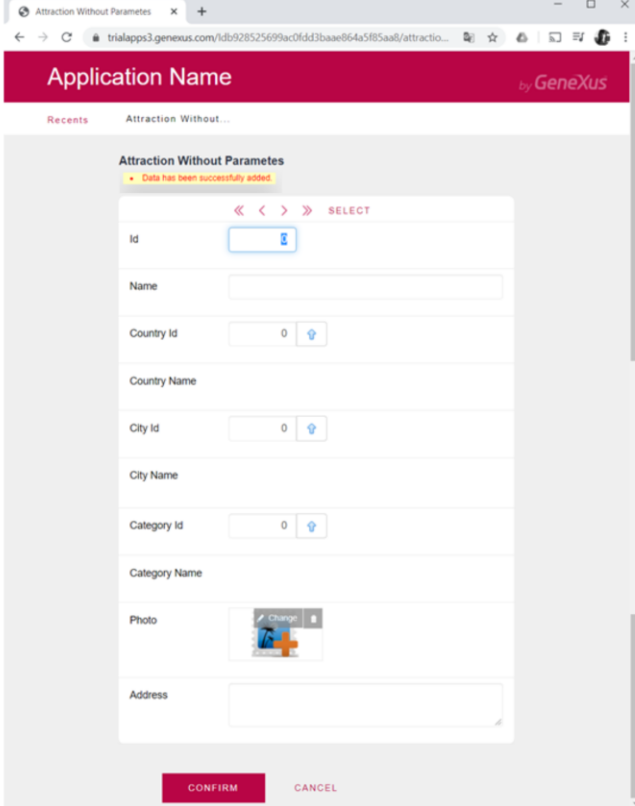 Attraction Without Parametes
trialapps3.genexus.com/Idb928525699ac0fdd3baae864a5f85aa8/attractio...
Application Name
by GeneXus
Recents Attraction Without...
Attraction Without Parametes
Data has been successfully added.
SELECT
Id 0
Name
Country Id 0
Country Name
City Id 0
City Name
Category Id 0
Category Name
Photo Change
Address
CONFIRM CANCEL